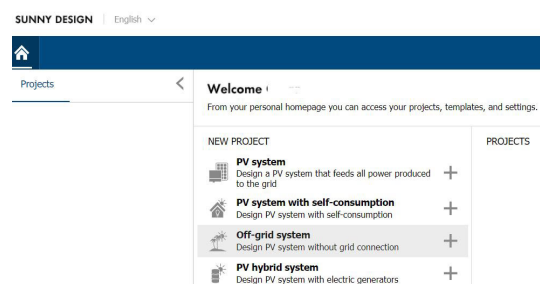 SUNNY DESIGN English
Projects
Welcome
From your personal homepage you can access your projects, templates, and settings.
NEW PROJECT
PROJECTS
PV system
Design a PV system that feeds all power produced
to the grid
PV system with self-consumption
Design PV system with self-consumption
Off-grid system
Design PV system without grid connection
PV hybrid system
Design PV system with electric generators